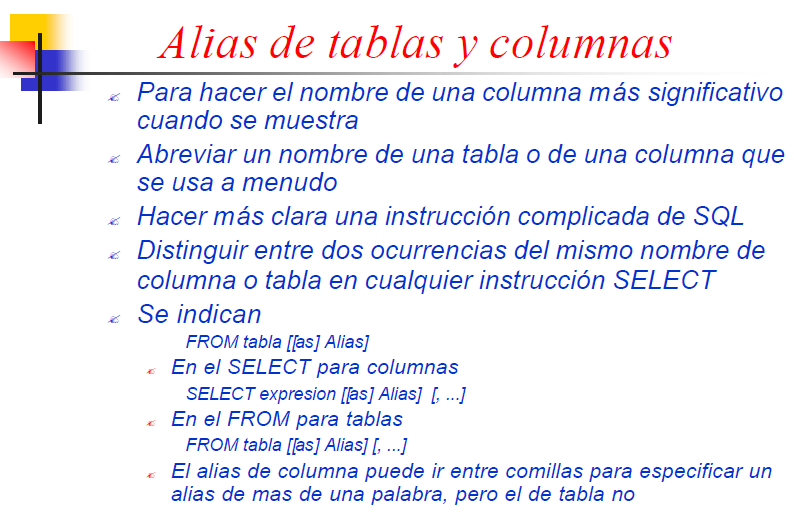 Alias de tablas y columnas
Para hacer el nombre de una columna más significativo
cuando se muestra
Abreviar un nombre de una tabla o de una columna que
se usa a menudo
Hacer más clara una instrucción complicada de SQL
Distinguir entre dos ocurrencias del mismo nombre de
columna o tabla en cualquier instrucción SELECT
Se indican
FROM tabla [[as] Alias]
En el SELECT para columnas
SELECT expresion [[as] Alias] [, ...]
En el FROM para tablas
FROM tabla [[as] Alias] [, ...]
El alias de columna puede ir entre comillas para especificar un
alias de mas de una palabra, pero el de tabla no